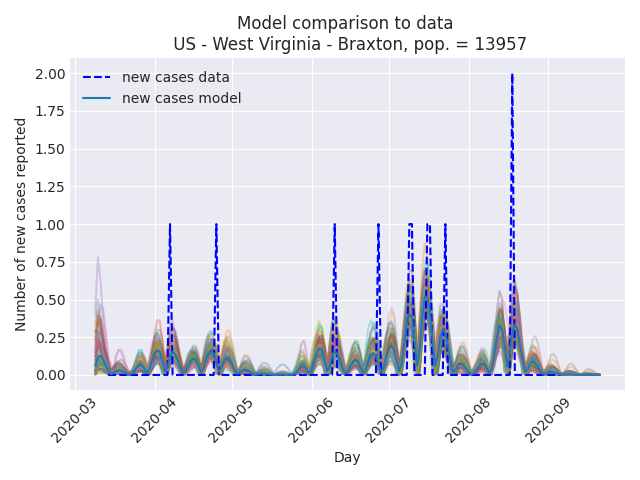 Model comparison to data
US - West Virginia - Braxton, pop. = 13957
new cases data
new cases model
Number of new cases reported
2.00
1.75
1.50
1.25
1.00
0.75
0.50
0.25
0.00
2020-03
2020-04
2020-05
2020-06
2020-07
2020-08
2020-09
Day